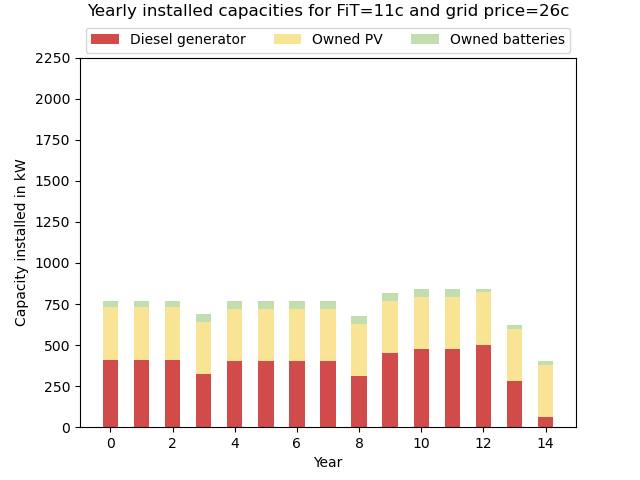 Yearly installed capacities for FiT=11c and grid price=26c
Diesel generator Owned PV Owned batteries
2250
2000
1750
1500
1250
1000
750
500
250
0
Capacity installed in kW
0 2 4 6 8 10 12 14
Year